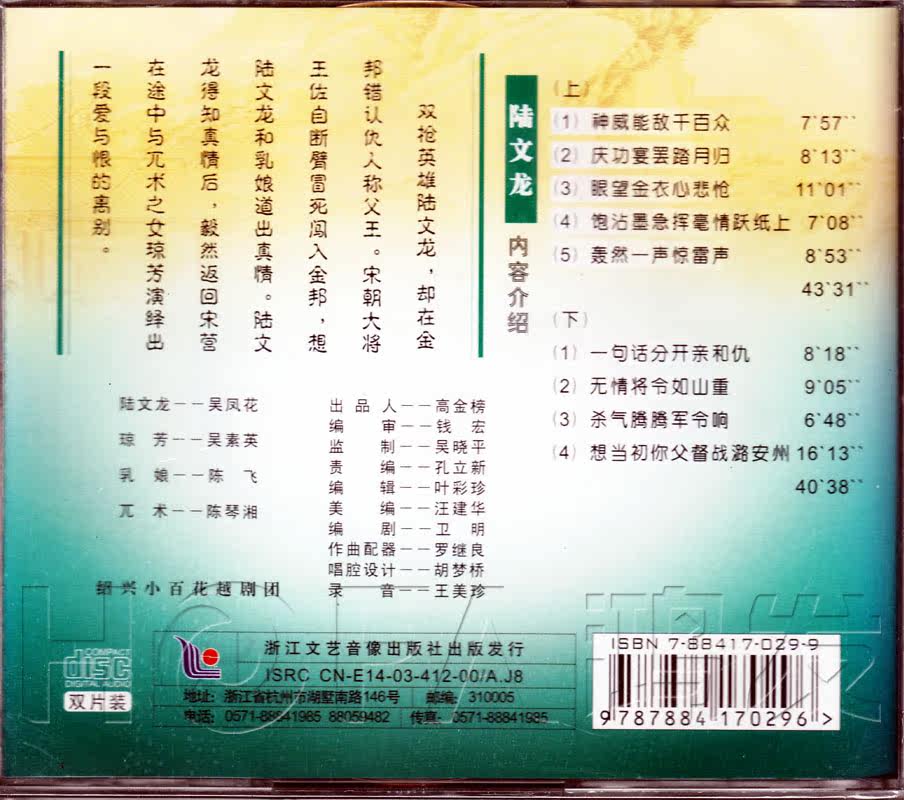 双抢英雄陆文龙，却在金
邦错认仇人称父王。宋朝大将
王佐自断臂冒死闯入金邦，想
陆文龙和乳娘道出真情。陆文
龙得知真情后，毅然返回宋营
在途中与兀术之女琼芳演绎出
一段爱与恨的离别。
陆文龙
内容介绍
(上)
(1) 神威能敌千百众 7`57``
(2) 庆功宴罢踏月归 8`13``
(3) 眼望金衣心悲怆 11`01``
(4) 饱沾墨急挥毫情跃纸上 7`08``
(5) 轰然一声惊雷声 8`53``
43`31``
(下)
(1) 一句话分开亲和仇 8`18``
(2) 无情将令如山重 9`05``
(3) 杀气腾腾军令响 6`48``
(4) 想当初你父督战潞安州 16`13``
40`38``
陆文龙——吴凤花
琼 芳——吴素英
乳 娘——陈 飞
兀 术——陈琴湘
绍兴小百花越剧团
出品人——高金榜
编 审——钱 宏
监 制——吴晓平
责 编——孔立新
编 辑——叶彩珍
美 编——汪建华
编 剧——卫 明
作曲配器——罗继良
唱腔设计——胡梦桥
录 音——王美珍
COMPACT
disc
DIGITAL AUDIO
双片装
浙江文艺音像出版社出版发行
ISRC CN-E14-03-412-00/A.J8
地址: 浙江省杭州市湖墅南路146号 邮编: 310005
电话: 0571-88841985 88059482 传真: 0571-88841985
ISBN 7-88417-029-9
9 787884 170296 >